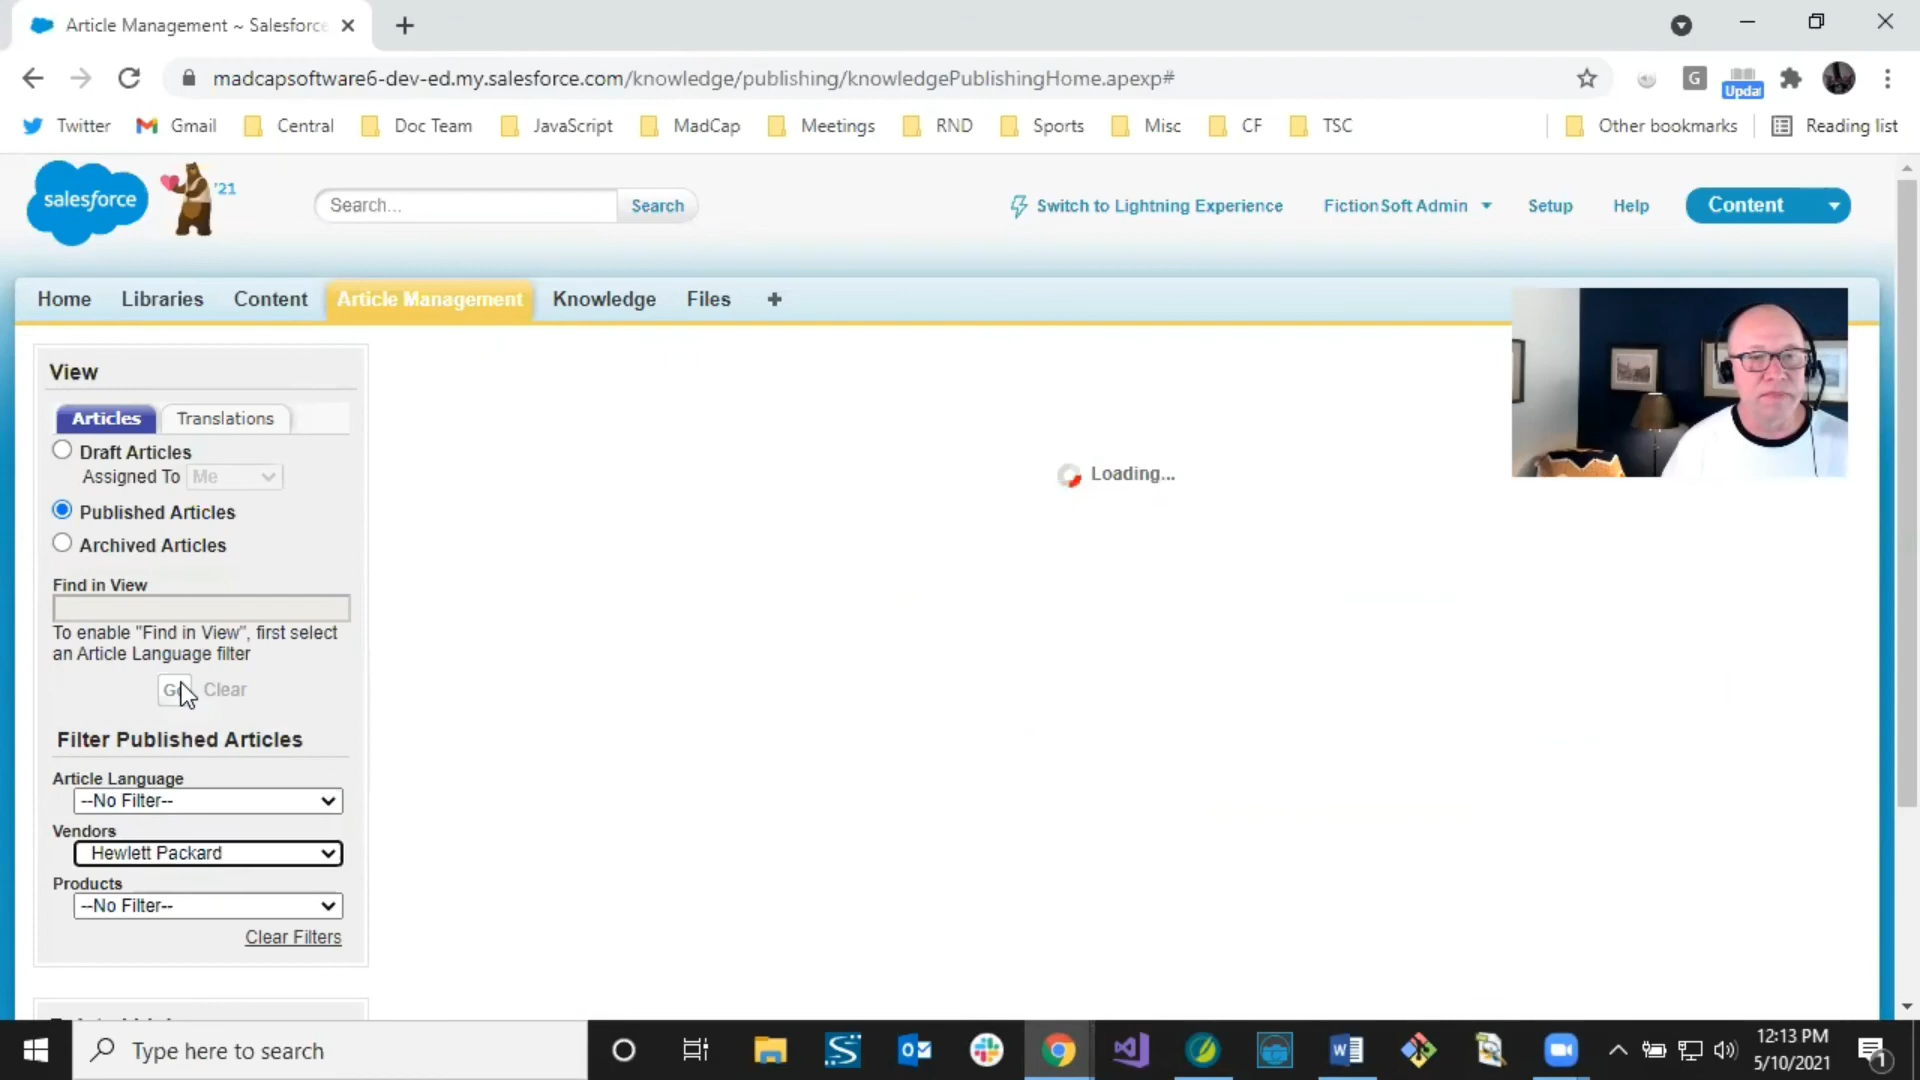 Article Management ~ Salesforce
madcapsoftware6-dev-ed.my.salesforce.com/knowledge/publishing/knowledgePublishingHome.apexp#
G
Updat
Twitter Gmail Central Doc Team JavaScript MadCap Meetings RND Sports Misc CF TSC Other bookmarks Reading list
salesforce '21 Search... Search Switch to Lightning Experience FictionSoft Admin Setup Help Content
Home Libraries Content Article Management Knowledge Files
View
Articles Translations
Draft Articles
Assigned To Me
Published Articles
Archived Articles
Loading...
Find in View
To enable "Find in View", first select
an Article Language filter
Go Clear
Filter Published Articles
Article Language
--No Filter--
Vendors
Hewlett Packard
Products
--No Filter--
Clear Filters
Type here to search
12:13 PM
5/10/2021
1